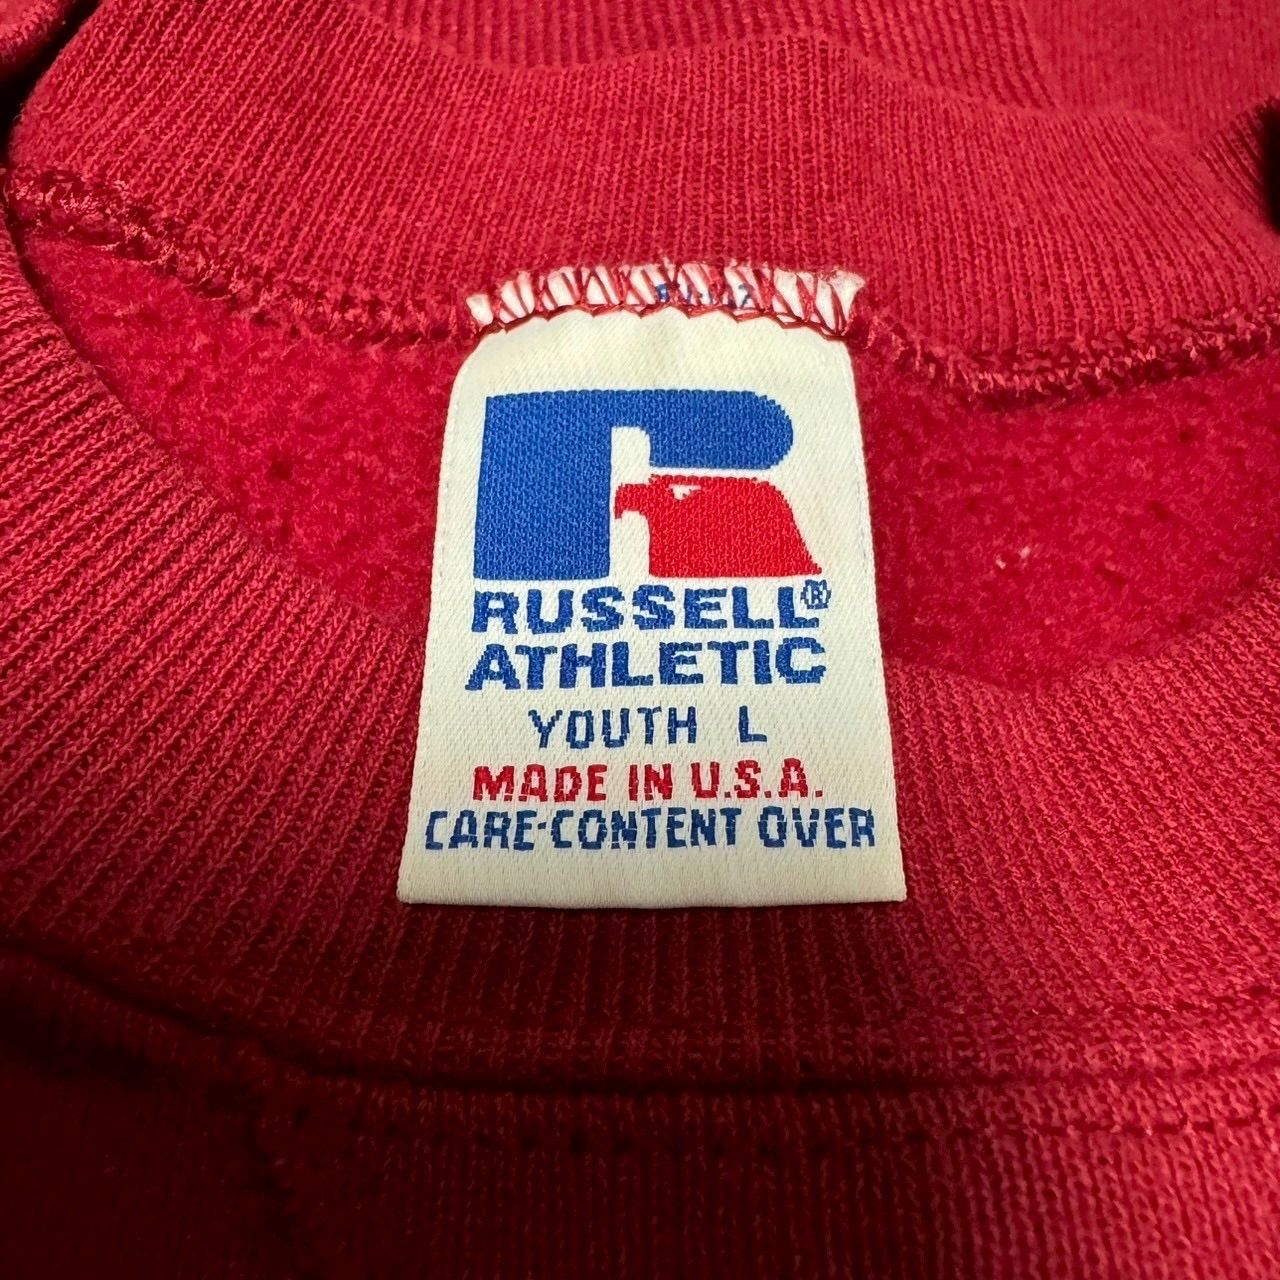 RUSSELL®
ATHLETIC
YOUTH L
MADE IN U.S.A.
CARE-CONTENT OVER